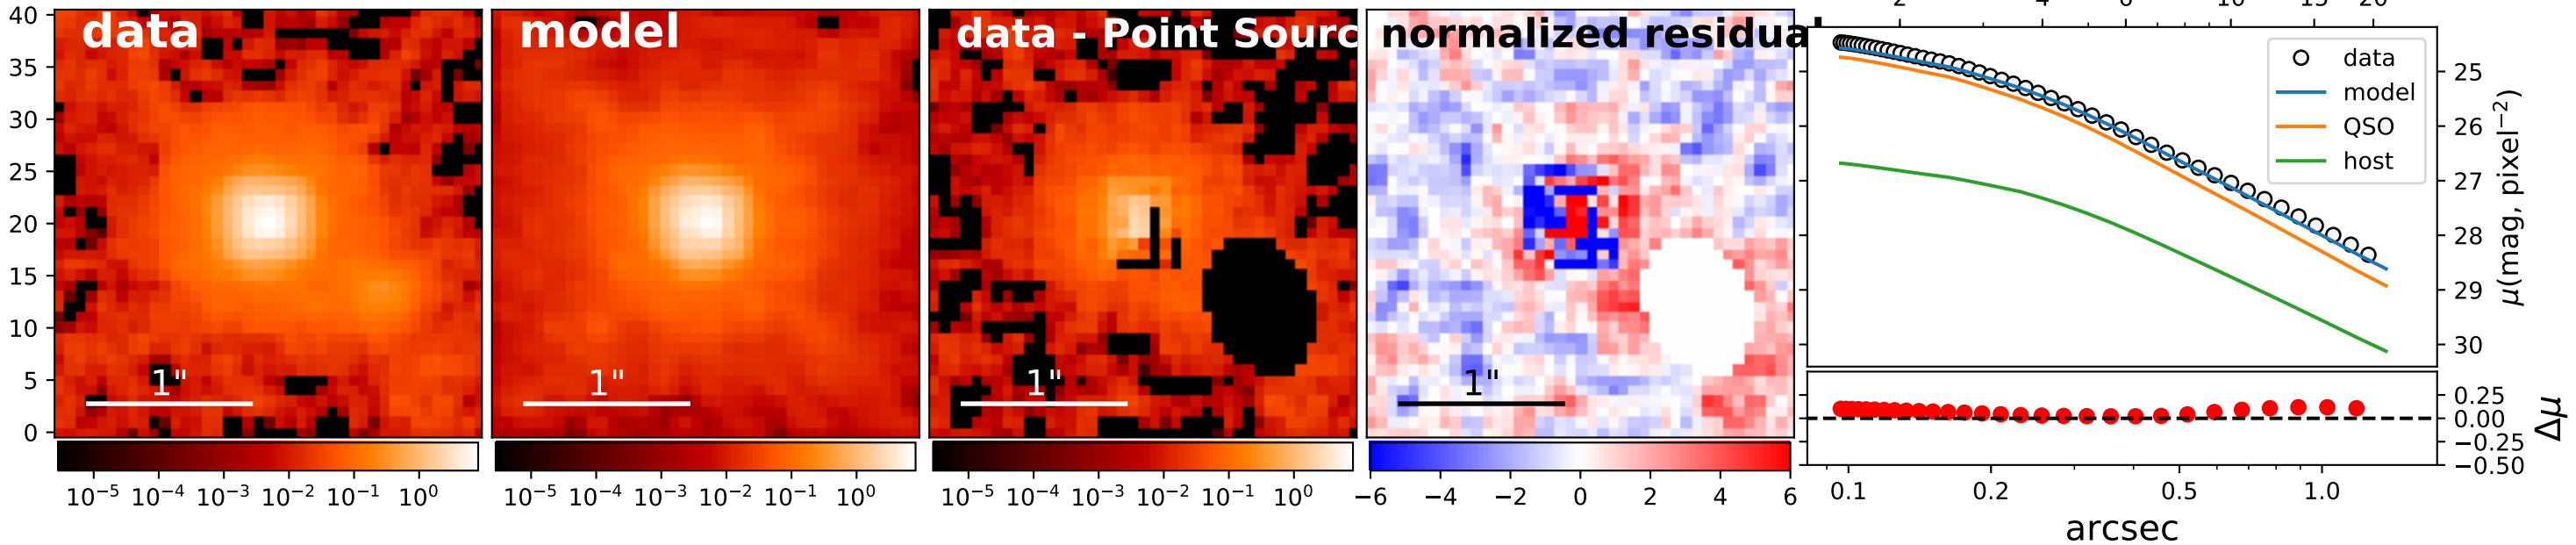 data
40
35
30
25
20
15
10
5
0
1"
10⁻⁵ 10⁻⁴ 10⁻³ 10⁻² 10⁻¹ 10⁰
model
1"
10⁻⁵ 10⁻⁴ 10⁻³ 10⁻² 10⁻¹ 10⁰
data - Point Sourc
1"
10⁻⁵ 10⁻⁴ 10⁻³ 10⁻² 10⁻¹ 10⁰
normalized residual
1"
−6 −4 −2 0 2 4 6
2 4 6 10 15 20
data
model
QSO
host
25
26
27
28
29
30
μ(mag, pixel⁻²)
0.25
0.00
−0.25
−0.50
Δμ
0.1 0.2 0.5 1.0
arcsec